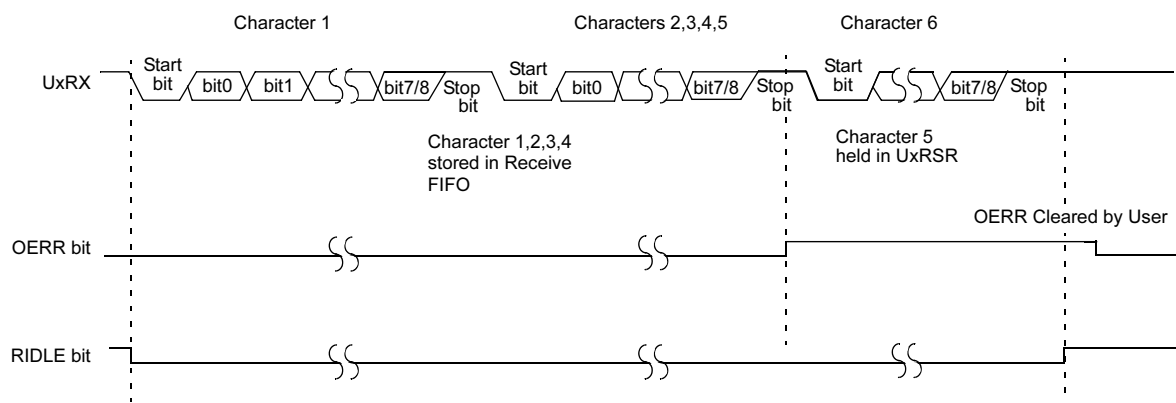 Character 1
Characters 2,3,4,5
Character 6
UxRX
Start
bit
bit0
bit1
bit7/8
Stop
bit
Start
bit
bit0
bit7/8
Stop
bit
Start
bit
bit7/8
Stop
bit
Character 1,2,3,4
stored in Receive
FIFO
Character 5
held in UxRSR
OERR Cleared by User
OERR bit
RIDLE bit